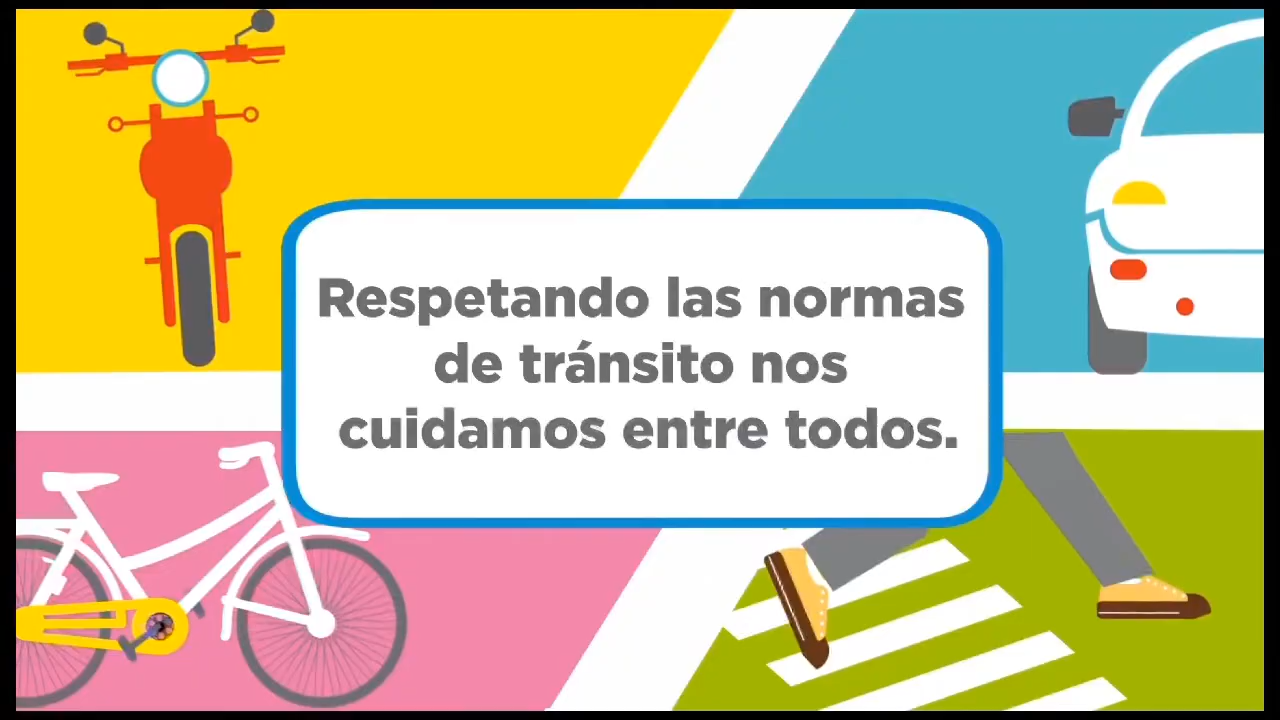 Respetando las normas
de tránsito nos
cuidamos entre todos.